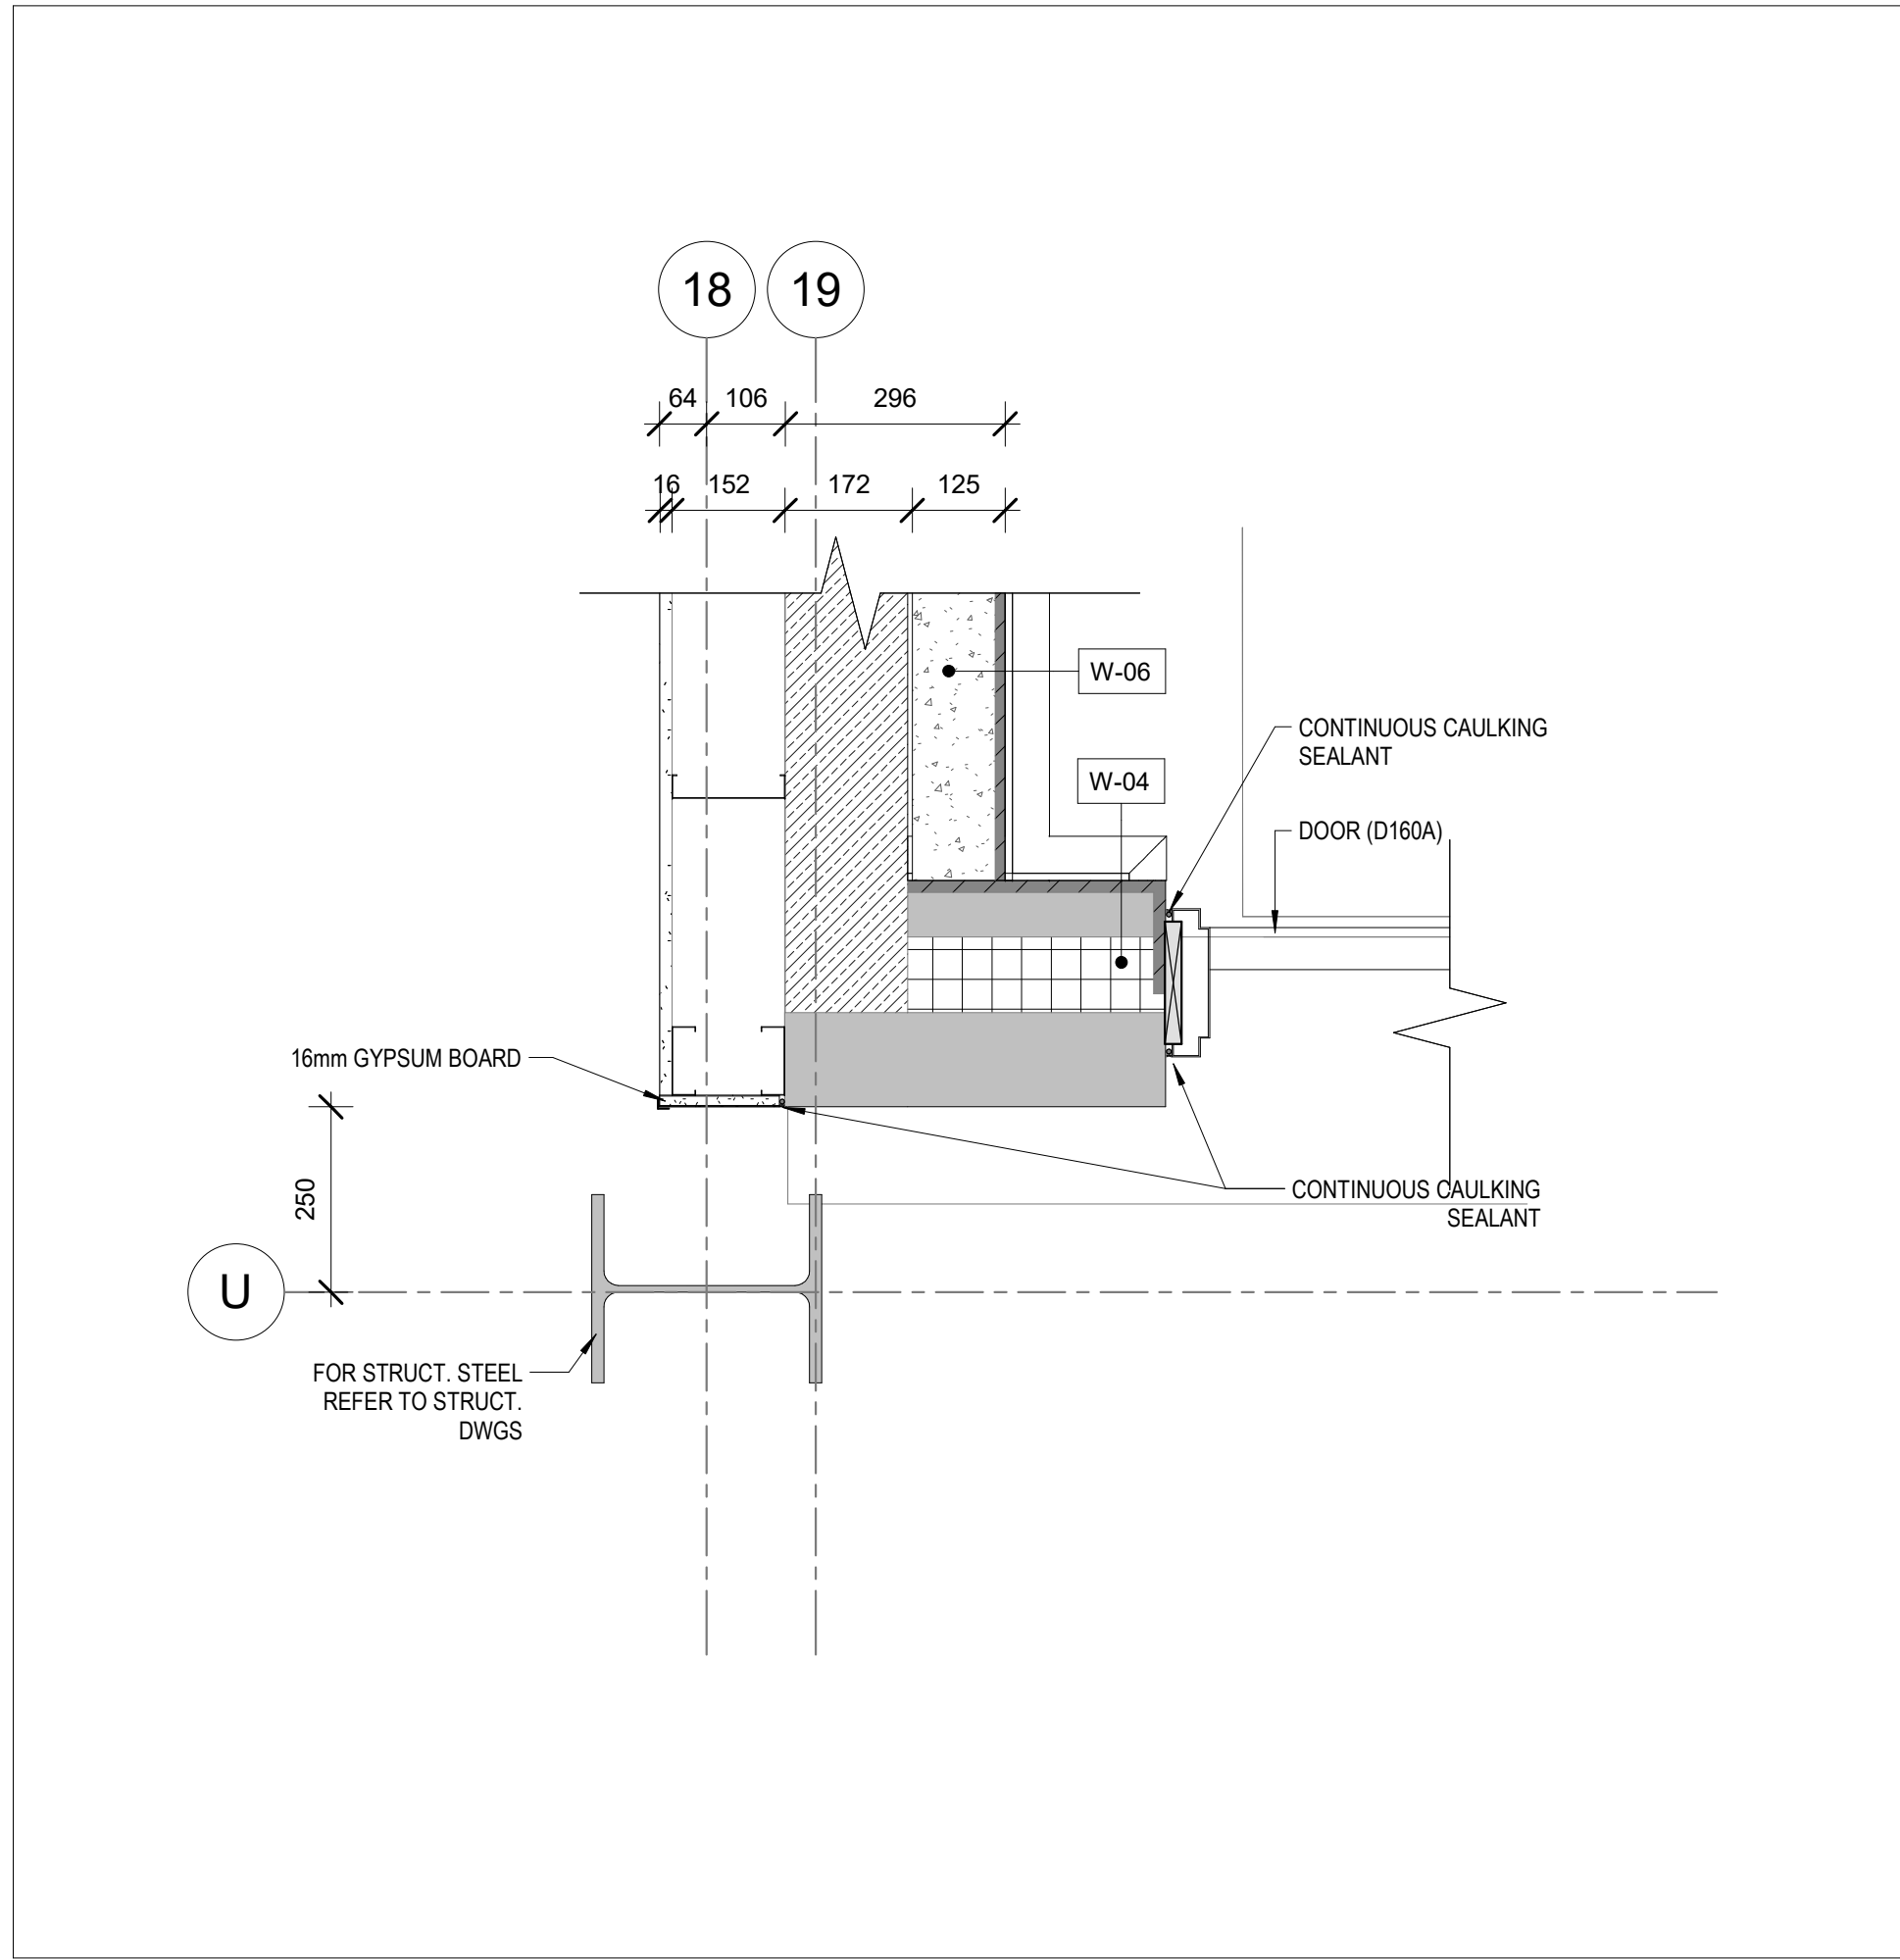 18 19
64 106 296
16 152 172 125
W-06
CONTINUOUS CAULKING
SEALANT
W-04
DOOR (D160A)
16mm GYPSUM BOARD
250
CONTINUOUS CAULKING
SEALANT
U
FOR STRUCT. STEEL
REFER TO STRUCT.
DWGS